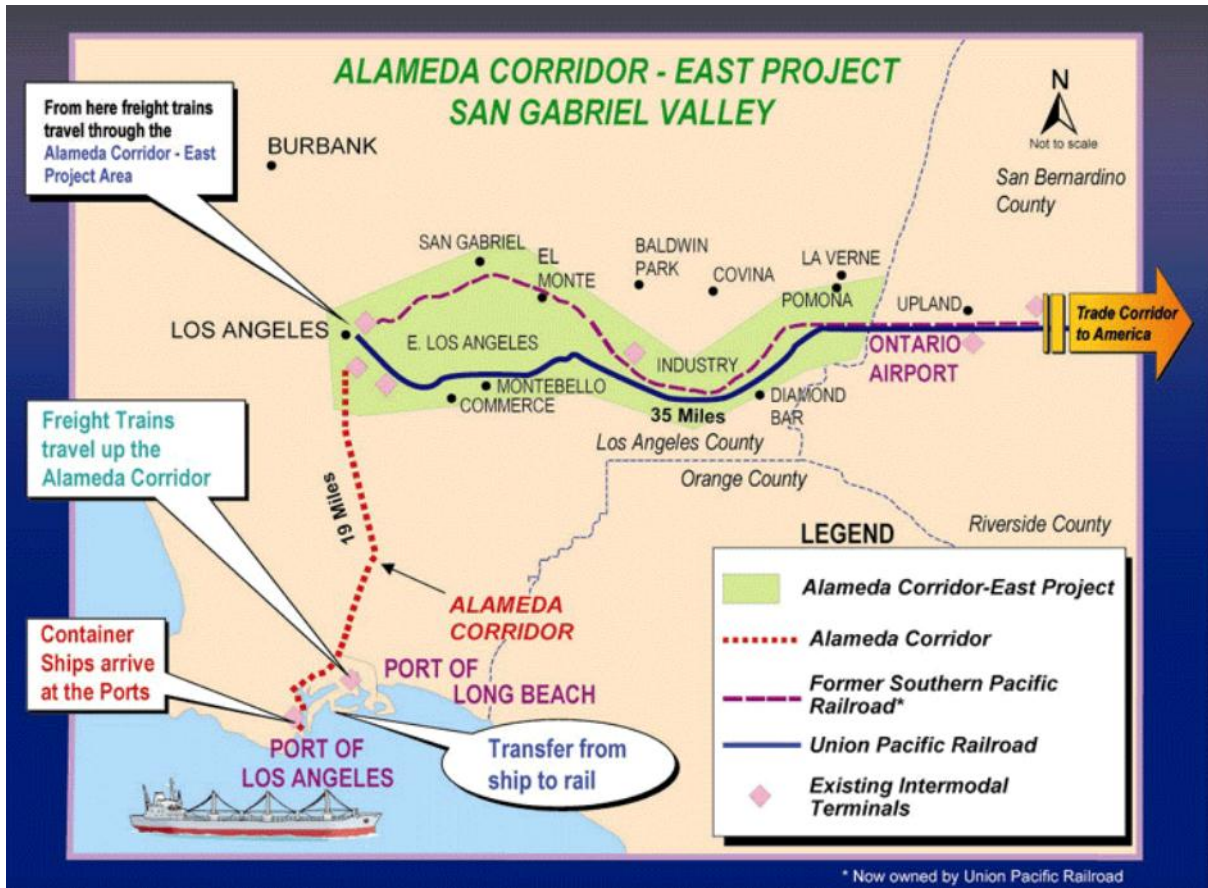 ALAMEDA CORRIDOR - EAST PROJECT
SAN GABRIEL VALLEY
From here freight trains
travel through the
Alameda Corridor - East
Project Area
BURBANK
N
Not to scale
San Bernardino
County
SAN GABRIEL
EL
MONTE
BALDWIN
PARK
COVINA
LA VERNE
POMONA
UPLAND
Trade Corridor
to America
LOS ANGELES
E. LOS ANGELES
INDUSTRY
ONTARIO
AIRPORT
MONTEBELLO
COMMERCE
35 Miles
DIAMOND
BAR
Los Angeles County
Orange County
Riverside County
Freight Trains
travel up the
Alameda Corridor
19 Miles
ALAMEDA
CORRIDOR
Container
Ships arrive
at the Ports
PORT OF
LONG BEACH
PORT OF
LOS ANGELES
Transfer from
ship to rail
LEGEND
Alameda Corridor-East Project
Alameda Corridor
Former Southern Pacific
Railroad*
Union Pacific Railroad
Existing Intermodal
Terminals
* Now owned by Union Pacific Railroad